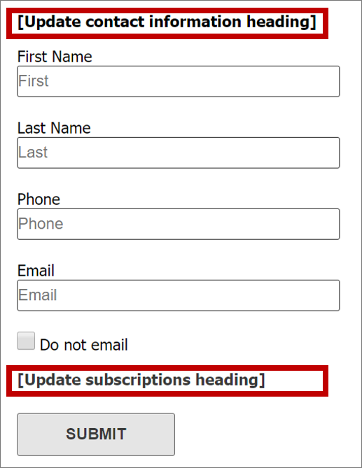 [Update contact information heading]
First Name
First
Last Name
Last
Phone
Phone
Email
Email
Do not email
[Update subscriptions heading]
SUBMIT